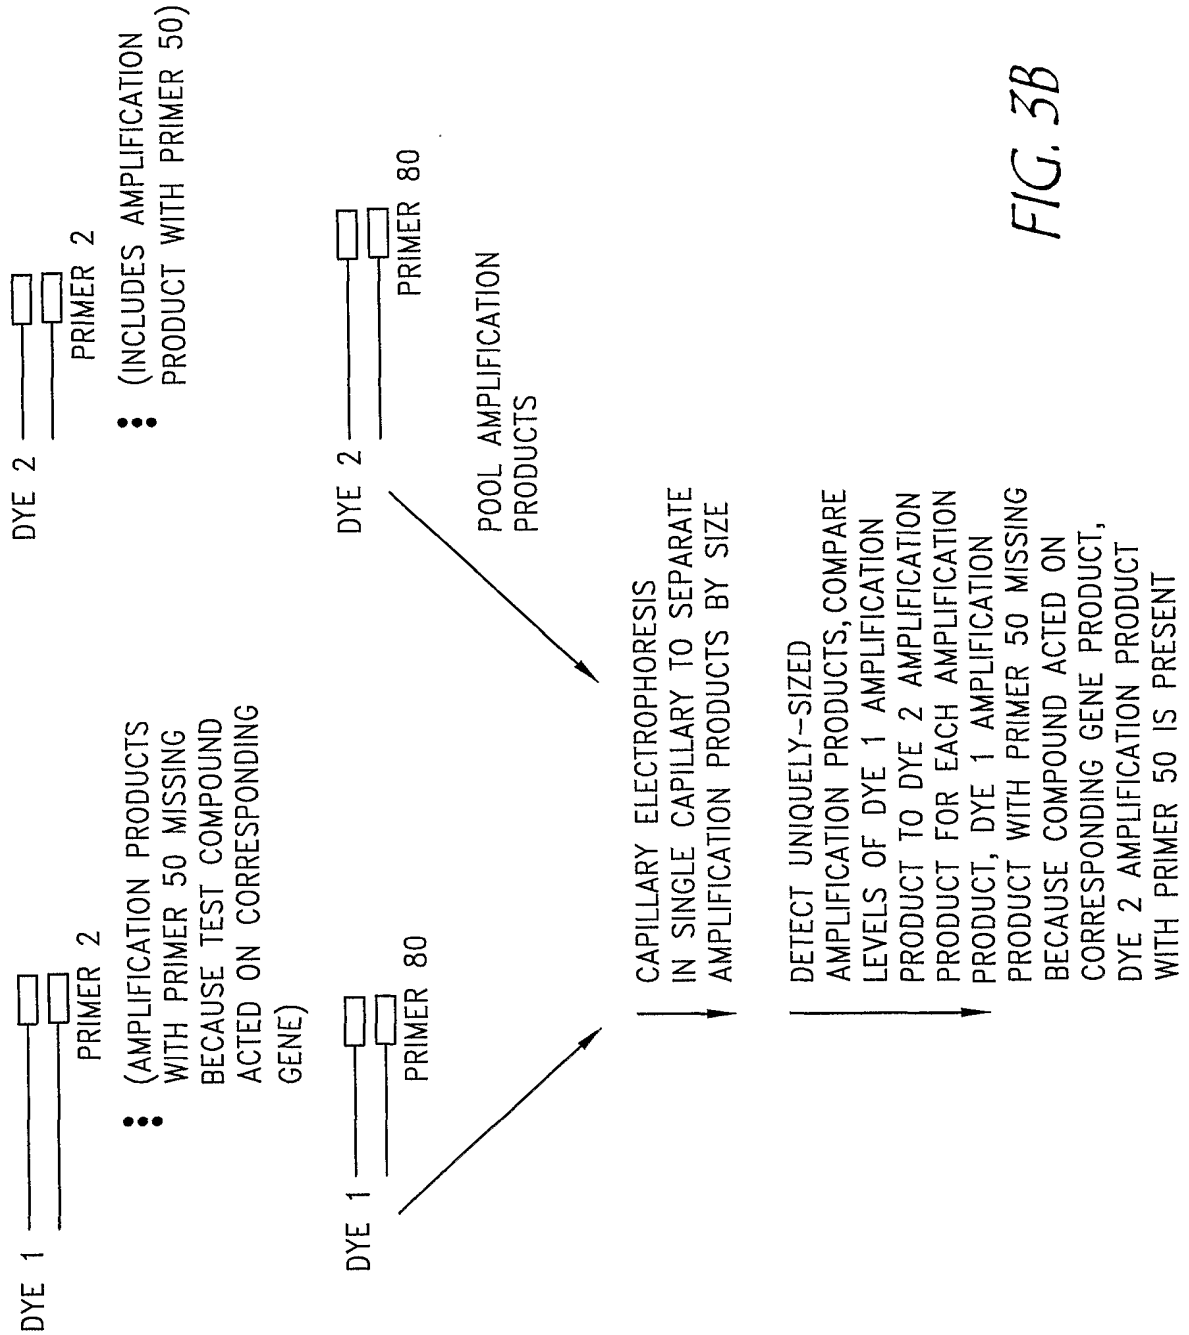 DYE 1
PRIMER 2
(AMPLIFICATION PRODUCTS
WITH PRIMER 50 MISSING
BECAUSE TEST COMPOUND
ACTED ON CORRESPONDING
GENE)
DYE 1
PRIMER 80
DYE 2
PRIMER 2
(INCLUDES AMPLIFICATION
PRODUCT WITH PRIMER 50)
DYE 2
PRIMER 80
POOL AMPLIFICATION
PRODUCTS
CAPILLARY ELECTROPHORESIS
IN SINGLE CAPILLARY TO SEPARATE
AMPLIFICATION PRODUCTS BY SIZE
DETECT UNIQUELY-SIZED
AMPLIFICATION PRODUCTS, COMPARE
LEVELS OF DYE 1 AMPLIFICATION
PRODUCT TO DYE 2 AMPLIFICATION
PRODUCT FOR EACH AMPLIFICATION
PRODUCT, DYE 1 AMPLIFICATION
PRODUCT WITH PRIMER 50 MISSING
BECAUSE COMPOUND ACTED ON
CORRESPONDING GENE PRODUCT,
DYE 2 AMPLIFICATION PRODUCT
WITH PRIMER 50 IS PRESENT
FIG. 3B